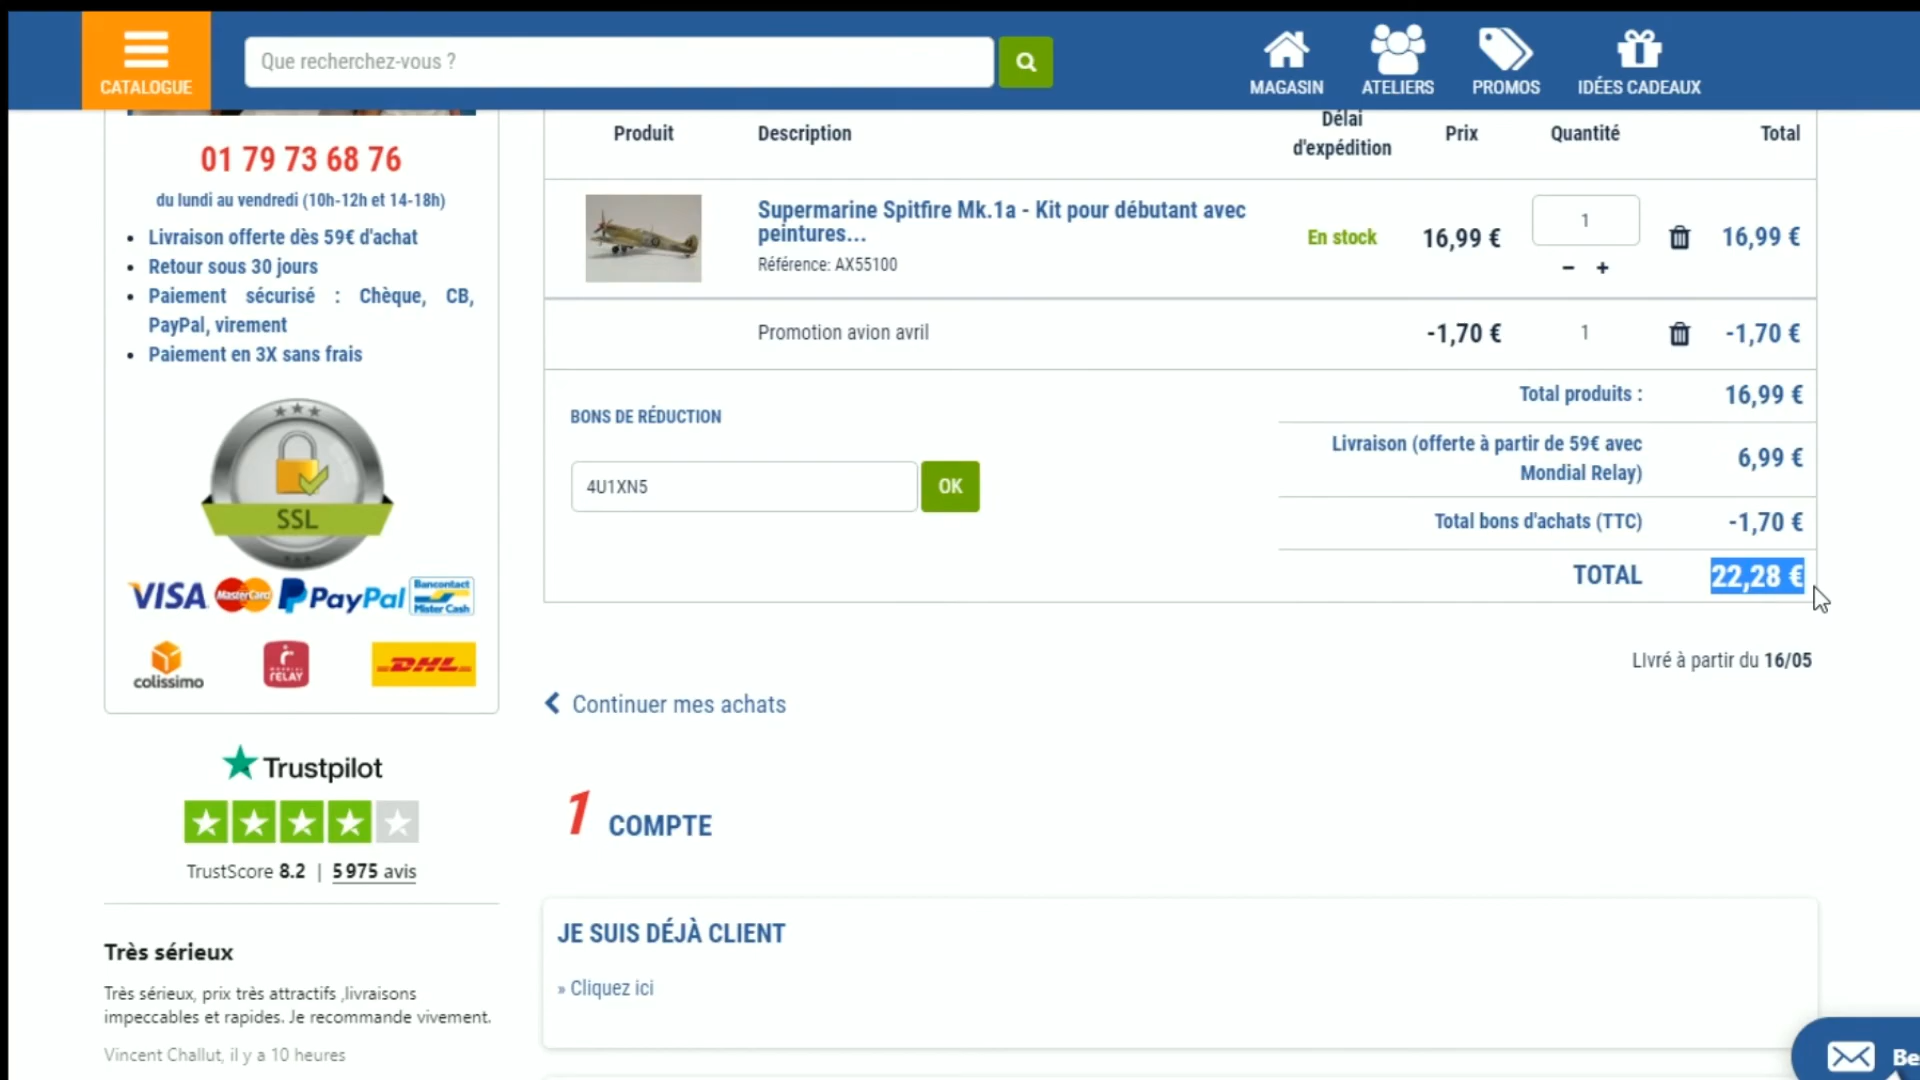 CATALOGUE
Que recherchez-vous ?
MAGASIN
ATELIERS
PROMOS
IDÉES CADEAUX
01 79 73 68 76
du lundi au vendredi (10h-12h et 14-18h)
• Livraison offerte dès 59€ d'achat
• Retour sous 30 jours
• Paiement sécurisé : Chèque, CB,
PayPal, virement
• Paiement en 3X sans frais
SSL
VISA MasterCard PayPal Bancontact
Mister Cash
colissimo
RELAY
DHL
Trustpilot
TrustScore 8.2 | 5 975 avis
Très sérieux
Très sérieux, prix très attractifs ,livraisons
impeccables et rapides. Je recommande vivement.
Vincent Challut, il y a 10 heures
Produit
Description
Délai
d'expédition
Prix
Quantité
Total
Supermarine Spitfire Mk.1a - Kit pour débutant avec
peintures...
Référence: AX55100
En stock
16,99 €
1
- +
16,99 €
Promotion avion avril
-1,70 €
1
-1,70 €
BONS DE RÉDUCTION
4U1XN5
OK
Total produits :
16,99 €
Livraison (offerte à partir de 59€ avec
Mondial Relay)
6,99 €
Total bons d'achats (TTC)
-1,70 €
TOTAL
22,28 €
LIvré à partir du 16/05
Continuer mes achats
1 COMPTE
JE SUIS DÉJÀ CLIENT
» Cliquez ici
Be